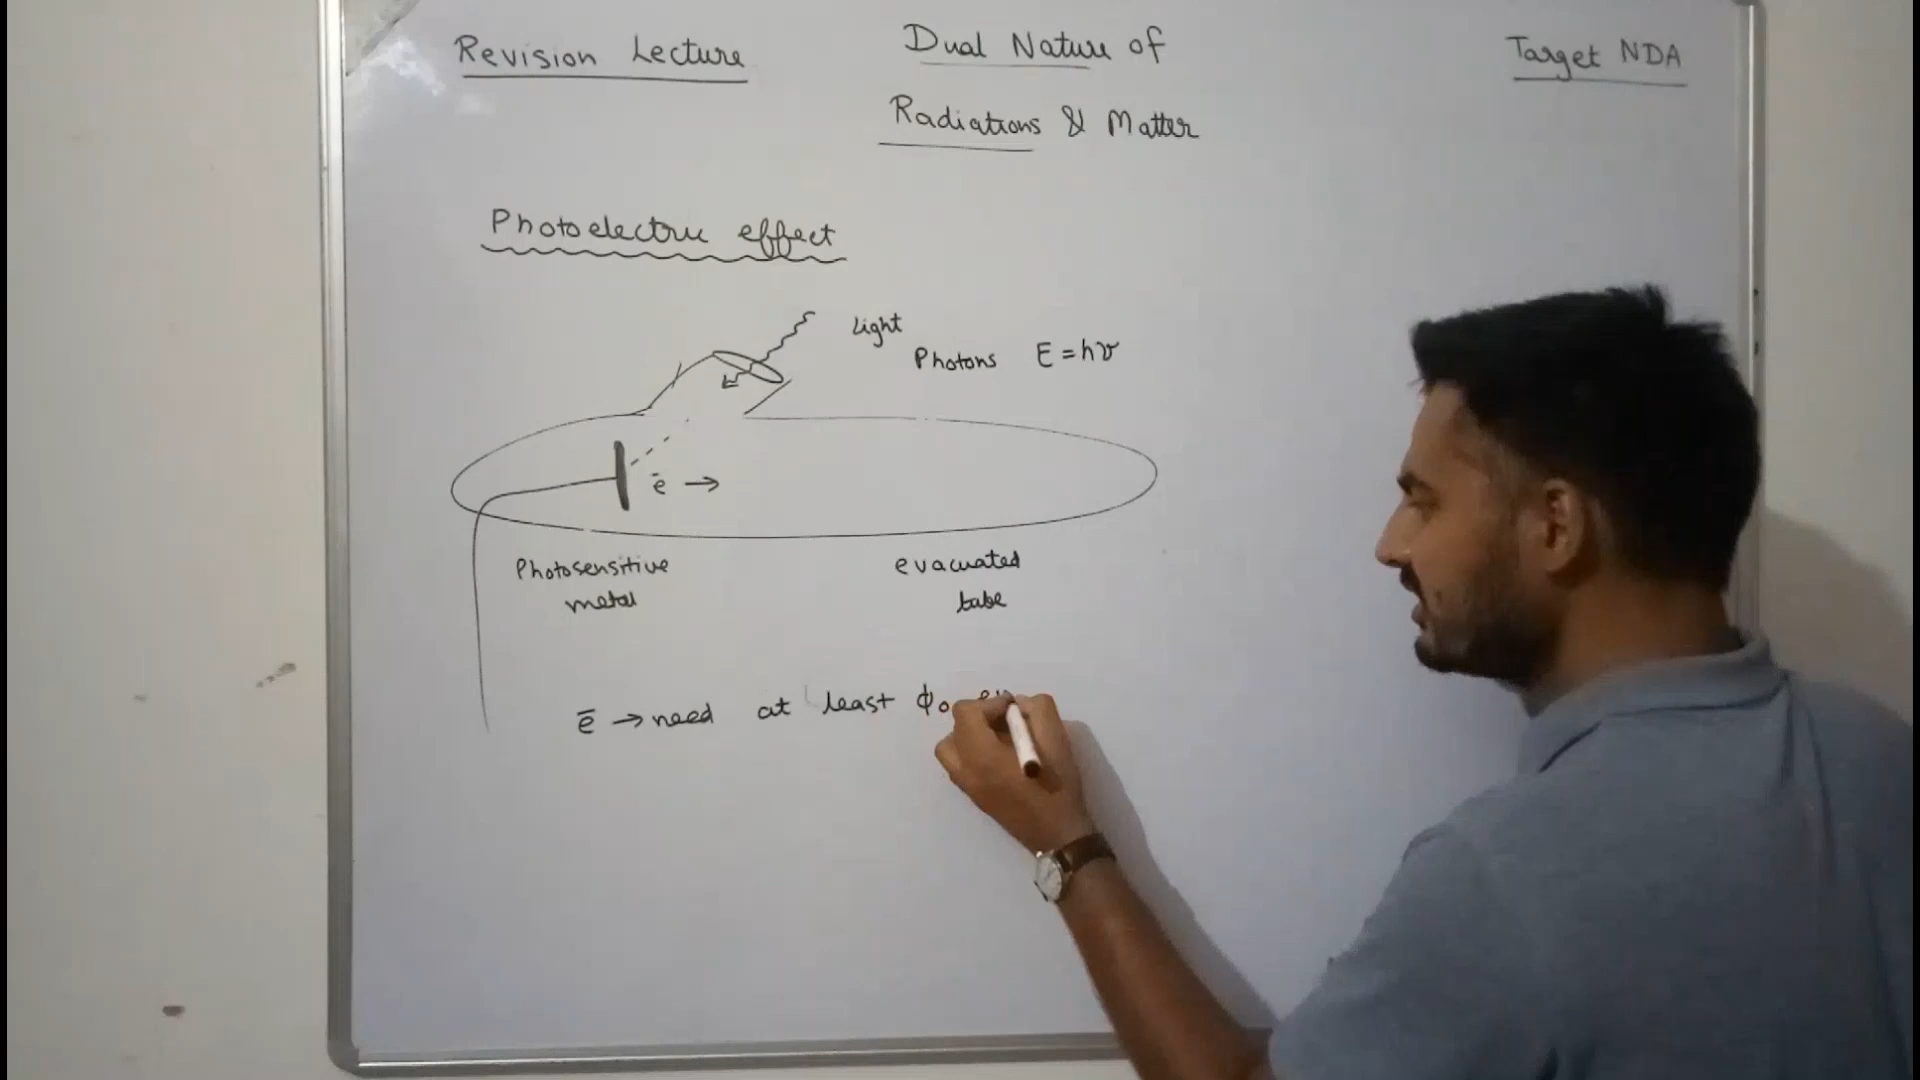 Revision Lecture
Dual Nature of
Radiations & Matter
Target NDA
Photoelectric effect
Light
Photons E = hν
e̅ →
Photosensitive
metal
evacuated
tube
e̅ → need at least ϕ₀